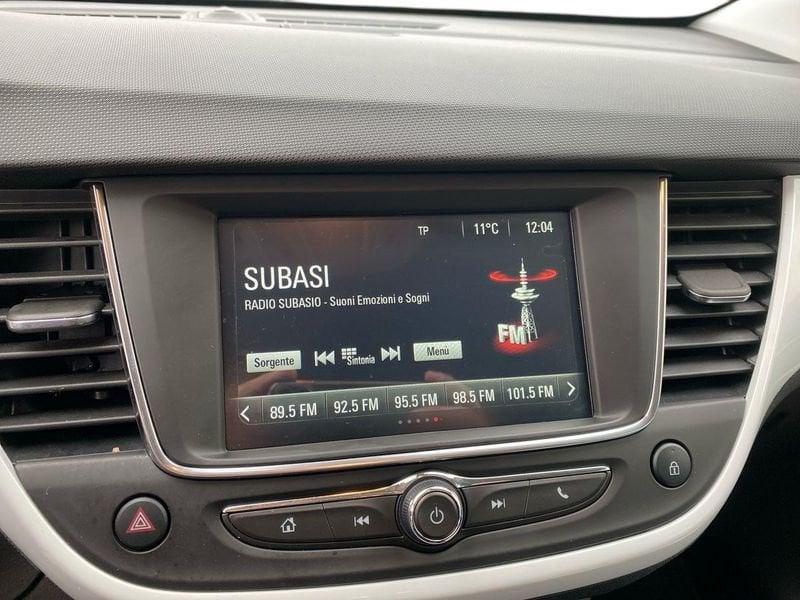 TP 11°C 12:04
SUBASI
RADIO SUBASIO - Suoni Emozioni e Sogni
FM
Sorgente Sintonia Menù
89.5 FM 92.5 FM 95.5 FM 98.5 FM 101.5 FM